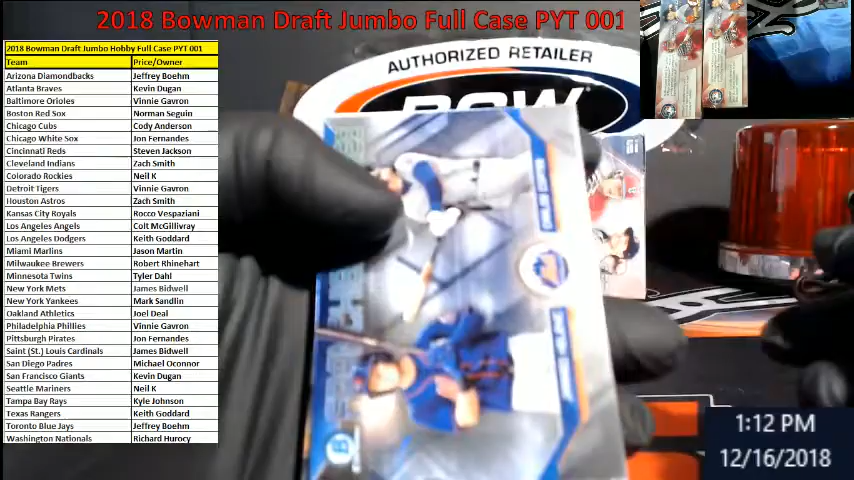 2018 Bowman Draft Jumbo Full Case PYT 001
2018 Bowman Draft Jumbo Hobby Full Case PYT 001
Team Price/Owner
Arizona Diamondbacks Jeffrey Boehm
Atlanta Braves Kevin Dugan
Baltimore Orioles Vinnie Gavron
Boston Red Sox Norman Seguin
Chicago Cubs Cody Anderson
Chicago White Sox Jon Fernandes
Cincinnati Reds Steven Jackson
Cleveland Indians Zach Smith
Colorado Rockies Neil K
Detroit Tigers Vinnie Gavron
Houston Astros Zach Smith
Kansas City Royals Rocco Vespaziani
Los Angeles Angels Colt McGillivray
Los Angeles Dodgers Keith Goddard
Miami Marlins Jason Martin
Milwaukee Brewers Robert Rhinehart
Minnesota Twins Tyler Dahl
New York Mets James Bidwell
New York Yankees Mark Sandlin
Oakland Athletics Joel Deal
Philadelphia Phillies Vinnie Gavron
Pittsburgh Pirates Jon Fernandes
Saint (St.) Louis Cardinals James Bidwell
San Diego Padres Michael Oconnor
San Francisco Giants Kevin Dugan
Seattle Mariners Neil K
Tampa Bay Rays Kyle Johnson
Texas Rangers Keith Goddard
Toronto Blue Jays Jeffrey Boehm
Washington Nationals Richard Hurocy
AUTHORIZED RETAILER
1:12 PM
12/16/2018